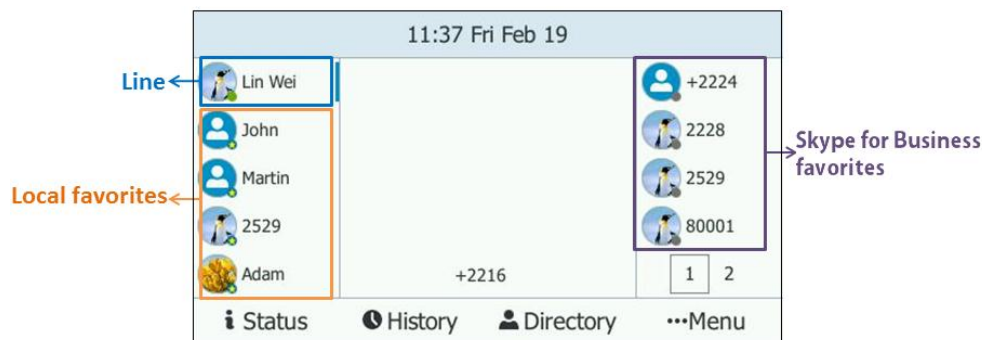 11:37 Fri Feb 19
Line
Lin Wei
Local favorites
John
Martin
2529
Adam
+2216
+2224
2228
2529
80001
Skype for Business
favorites
1 2
Status History Directory Menu